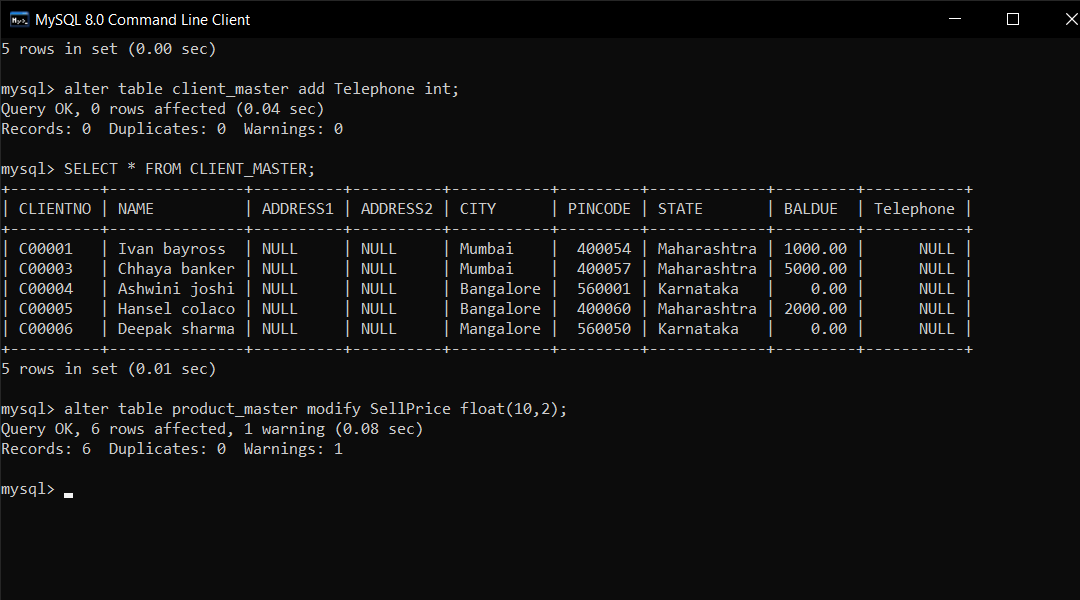 MySQL 8.0 Command Line Client
5 rows in set (0.00 sec)
mysql> alter table client_master add Telephone int;
Query OK, 0 rows affected (0.04 sec)
Records: 0  Duplicates: 0  Warnings: 0
mysql> SELECT * FROM CLIENT_MASTER;
+----------+---------------+----------+----------+-----------+---------+-------------+---------+-----------+
| CLIENTNO | NAME          | ADDRESS1 | ADDRESS2 | CITY      | PINCODE | STATE       | BALDUE  | Telephone |
+----------+---------------+----------+----------+-----------+---------+-------------+---------+-----------+
| C00001   | Ivan bayross  | NULL     | NULL     | Mumbai    |  400054 | Maharashtra | 1000.00 |      NULL |
| C00003   | Chhaya banker | NULL     | NULL     | Mumbai    |  400057 | Maharashtra | 5000.00 |      NULL |
| C00004   | Ashwini joshi | NULL     | NULL     | Bangalore |  560001 | Karnataka   |    0.00 |      NULL |
| C00005   | Hansel colaco | NULL     | NULL     | Bangalore |  400060 | Maharashtra | 2000.00 |      NULL |
| C00006   | Deepak sharma | NULL     | NULL     | Mangalore |  560050 | Karnataka   |    0.00 |      NULL |
+----------+---------------+----------+----------+-----------+---------+-------------+---------+-----------+
5 rows in set (0.01 sec)
mysql> alter table product_master modify SellPrice float(10,2);
Query OK, 6 rows affected, 1 warning (0.08 sec)
Records: 6  Duplicates: 0  Warnings: 1
mysql>